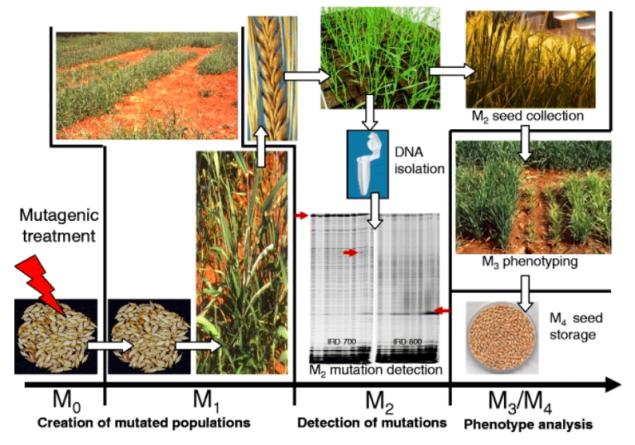 M₂ seed collection
DNA
isolation
Mutagenic
treatment
M₃ phenotyping
IRD 700
IRD 800
M₄ seed
storage
M₂ mutation detection
M₀
M₁
M₂
M₃/M₄
Creation of mutated populations
Detection of mutations
Phenotype analysis